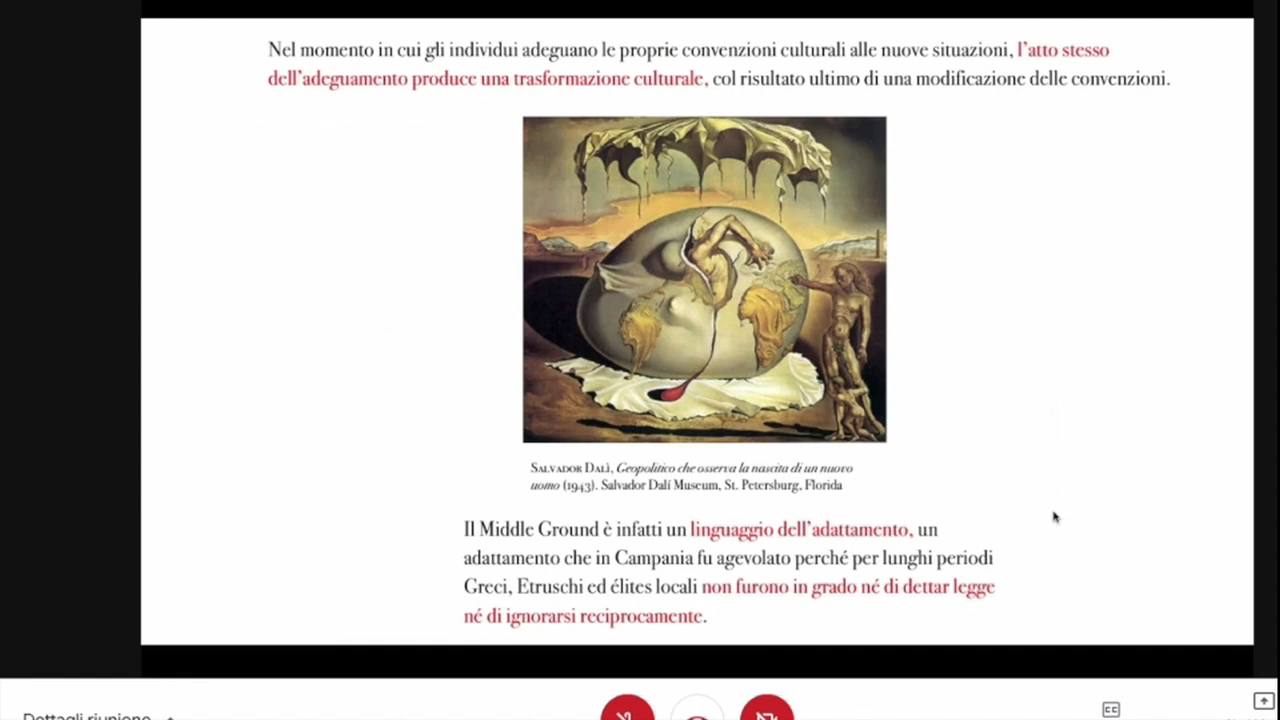 Nel momento in cui gli individui adeguano le proprie convenzioni culturali alle nuove situazioni, l'atto stesso
dell'adeguamento produce una trasformazione culturale, col risultato ultimo di una modificazione delle convenzioni.
Salvador Dalì, Geopolitico che osserva la nascita di un nuovo
uomo (1943). Salvador Dalí Museum, St. Petersburg, Florida
Il Middle Ground è infatti un linguaggio dell'adattamento, un
adattamento che in Campania fu agevolato perché per lunghi periodi
Greci, Etruschi ed élites locali non furono in grado né di dettar legge
né di ignorarsi reciprocamente.
Dettagli riunione
CC